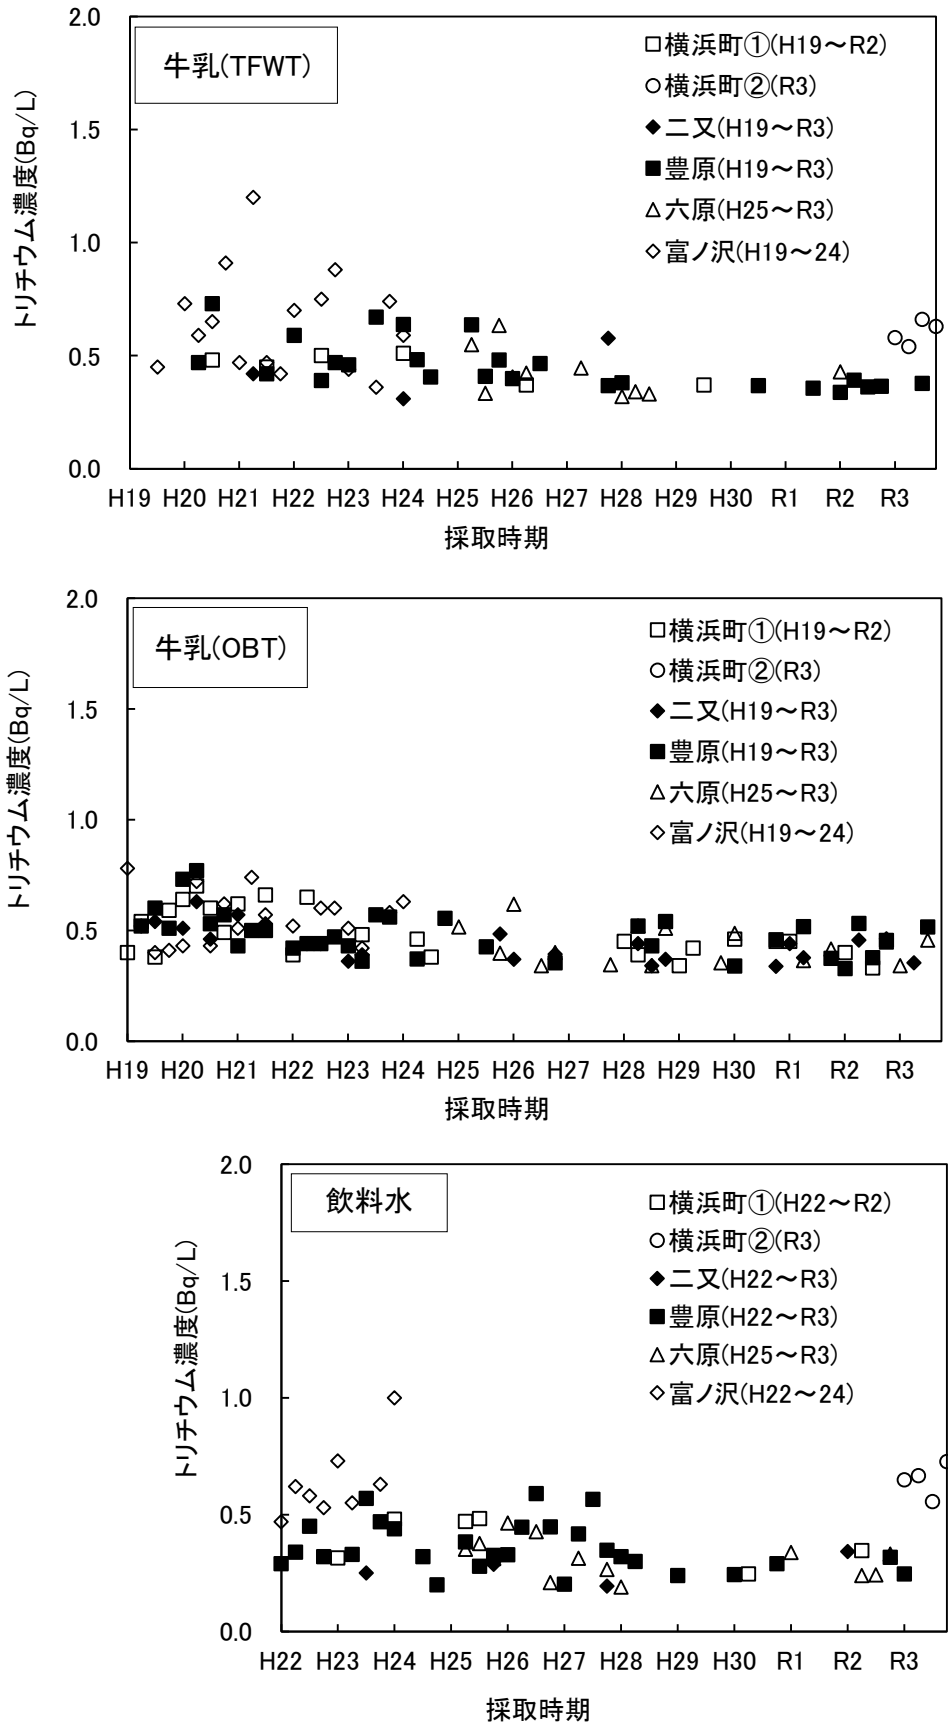 2.0
牛乳(TFWT)
□横浜町①(H19～R2)
○横浜町②(R3)
1.5
◆二又(H19～R3)
■豊原(H19～R3)
△六原(H25～R3)
◇富ノ沢(H19～24)
トリチウム濃度(Bq/L)
1.0
0.5
0.0
H19 H20 H21 H22 H23 H24 H25 H26 H27 H28 H29 H30 R1 R2 R3
採取時期
2.0
牛乳(OBT)
□横浜町①(H19～R2)
○横浜町②(R3)
1.5
◆二又(H19～R3)
■豊原(H19～R3)
△六原(H25～R3)
◇富ノ沢(H19～24)
トリチウム濃度(Bq/L)
1.0
0.5
0.0
H19 H20 H21 H22 H23 H24 H25 H26 H27 H28 H29 H30 R1 R2 R3
採取時期
2.0
飲料水
□横浜町①(H22～R2)
○横浜町②(R3)
◆二又(H22～R3)
1.5
■豊原(H22～R3)
△六原(H25～R3)
◇富ノ沢(H22～24)
トリチウム濃度(Bq/L)
1.0
0.5
0.0
H22 H23 H24 H25 H26 H27 H28 H29 H30 R1 R2 R3
採取時期